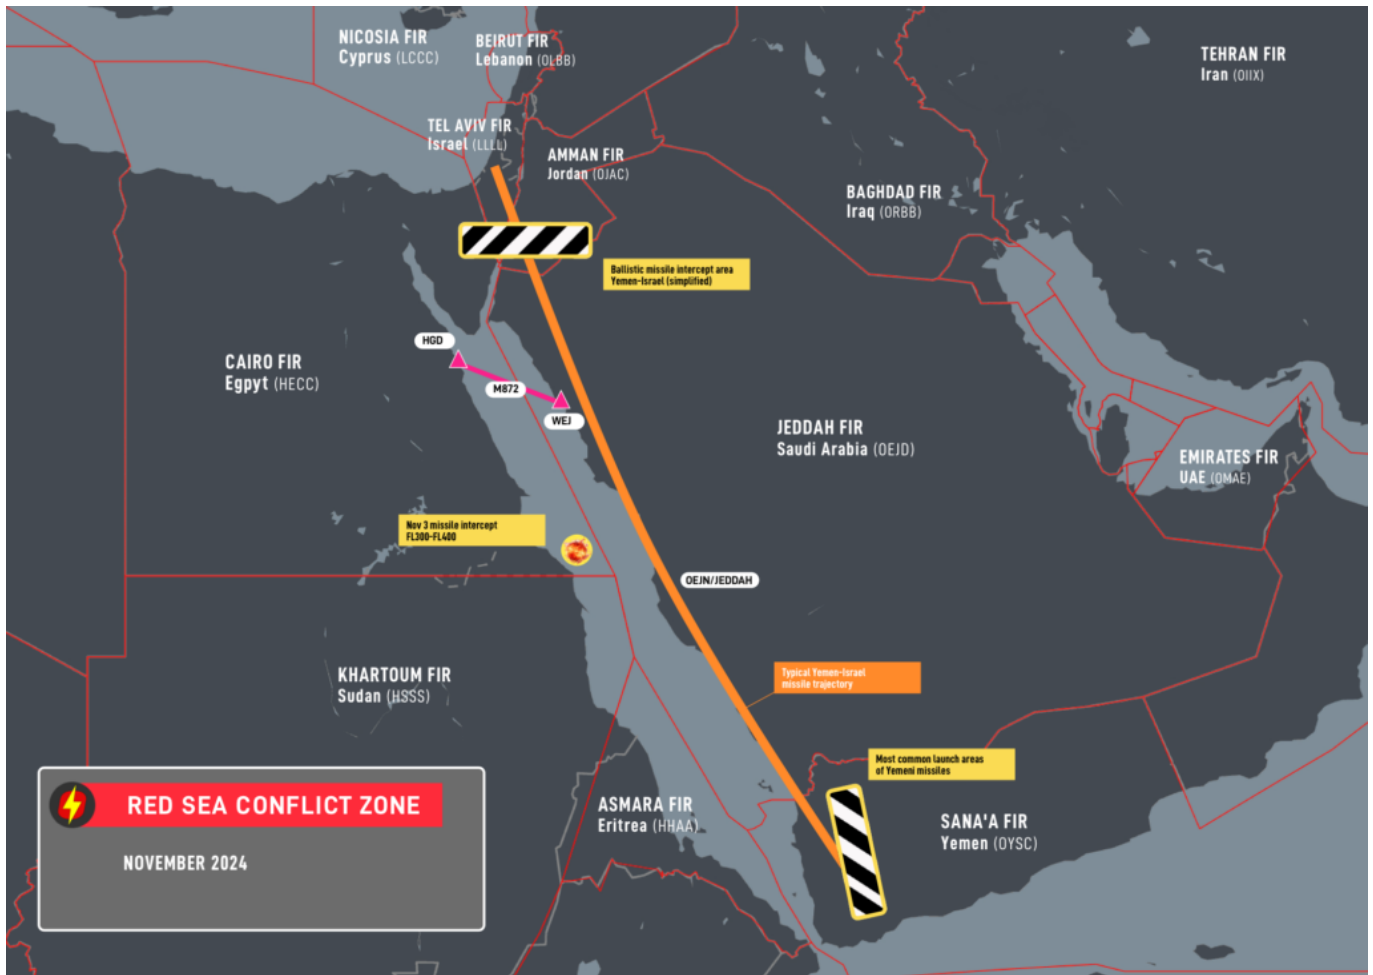 NICOSIA FIR
Cyprus (LCCC)
BEIRUT FIR
Lebanon (OLBB)
TEHRAN FIR
Iran (OIIX)
TEL AVIV FIR
Israel (LLLL)
AMMAN FIR
Jordan (OJAC)
BAGHDAD FIR
Iraq (ORBB)
Ballistic missile intercept area
Yemen-Israel (simplified)
HGD
CAIRO FIR
Egpyt (HECC)
M872
WEJ
JEDDAH FIR
Saudi Arabia (OEJD)
EMIRATES FIR
UAE (OMAE)
Nov 3 missile intercept
FL300-FL400
OEJN/JEDDAH
KHARTOUM FIR
Sudan (HSSS)
Typical Yemen-Israel
missile trajectory
Most common launch areas
of Yemeni missiles
RED SEA CONFLICT ZONE
NOVEMBER 2024
ASMARA FIR
Eritrea (HHAA)
SANA'A FIR
Yemen (OYSC)